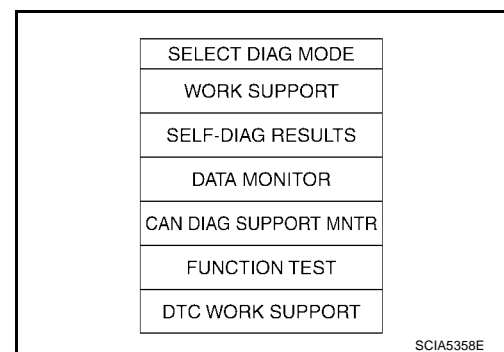 SELECT DIAG MODE
WORK SUPPORT
SELF-DIAG RESULTS
DATA MONITOR
CAN DIAG SUPPORT MNTR
FUNCTION TEST
DTC WORK SUPPORT
SCIA5358E